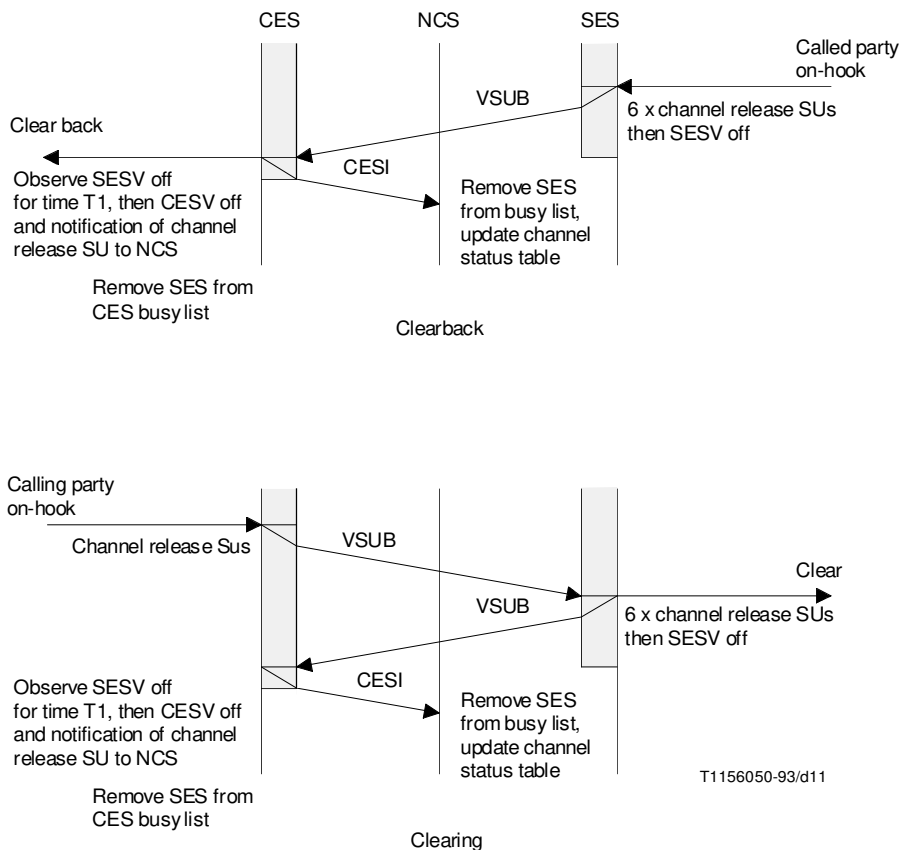 CES
NCS
SES
Called party
on-hook
VSUB
6 x channel release SUs
then SESV off
Clear back
CESI
Observe SESV off
for time T1, then CESV off
and notification of channel
release SU to NCS
Remove SES
from busy list,
update channel
status table
Remove SES from
CES busy list
Clearback
Calling party
on-hook
Channel release Sus
VSUB
Clear
VSUB
6 x channel release SUs
then SESV off
CESI
Observe SESV off
for time T1, then CESV off
and notification of channel
release SU to NCS
Remove SES
from busy list,
update channel
status table
T1156050-93/d11
Remove SES from
CES busy list
Clearing